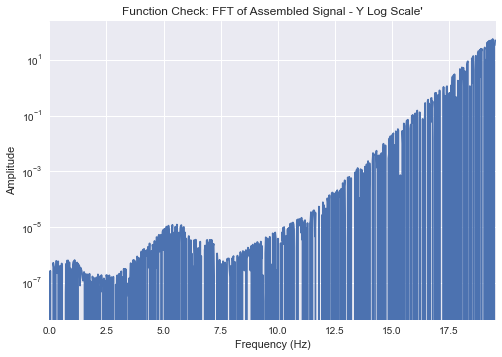 Function Check: FFT of Assembled Signal - Y Log Scale'
10^1
10^-1
10^-3
10^-5
10^-7
Amplitude
0.0 2.5 5.0 7.5 10.0 12.5 15.0 17.5
Frequency (Hz)